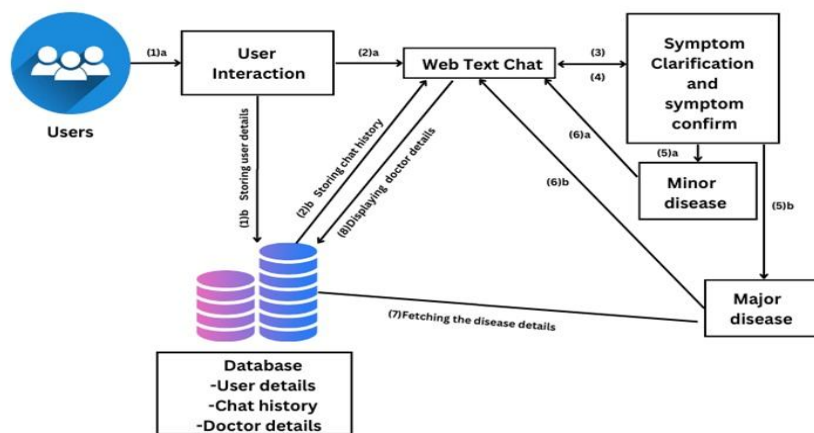 Users
(1)a
User
Interaction
(2)a
Web Text Chat
(3)
(4)
Symptom
Clarification
and
symptom
confirm
(1)b Storing user details
(2)b Storing chat history
(8)Displaying doctor details
(6)a
(5)a
Minor
disease
(6)b
(5)b
Major
disease
(7)Fetching the disease details
Database
-User details
-Chat history
-Doctor details